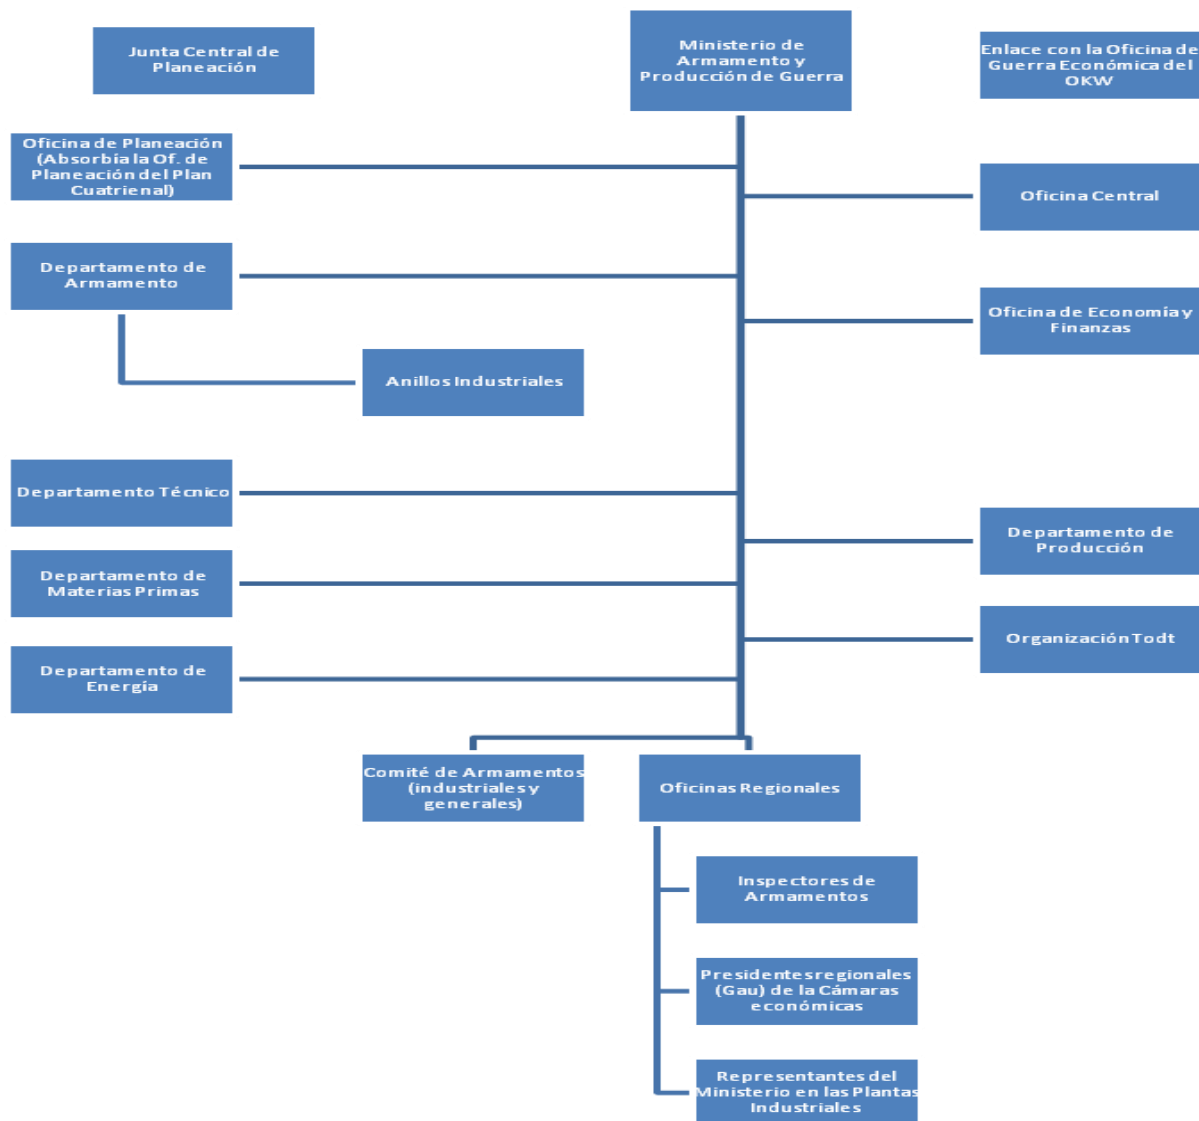 Junta Central de
Planeación
Ministerio de
Armamento y
Producción de Guerra
Enlace con la Oficina de
Guerra Económica del
OKW
Oficina de Planeación
(Absorbía la Of. de
Planeación del Plan
Cuatrienal)
Oficina Central
Departamento de
Armamento
Oficina de Economía y
Finanzas
Anillos Industriales
Departamento Técnico
Departamento de
Producción
Departamento de
Materias Primas
Organización Todt
Departamento de
Energía
Comité de Armamentos
(industriales y
generales)
Oficinas Regionales
Inspectores de
Armamentos
Presidentes regionales
(Gau) de la Cámaras
económicas
Representantes del
Ministerio en las Plantas
Industriales